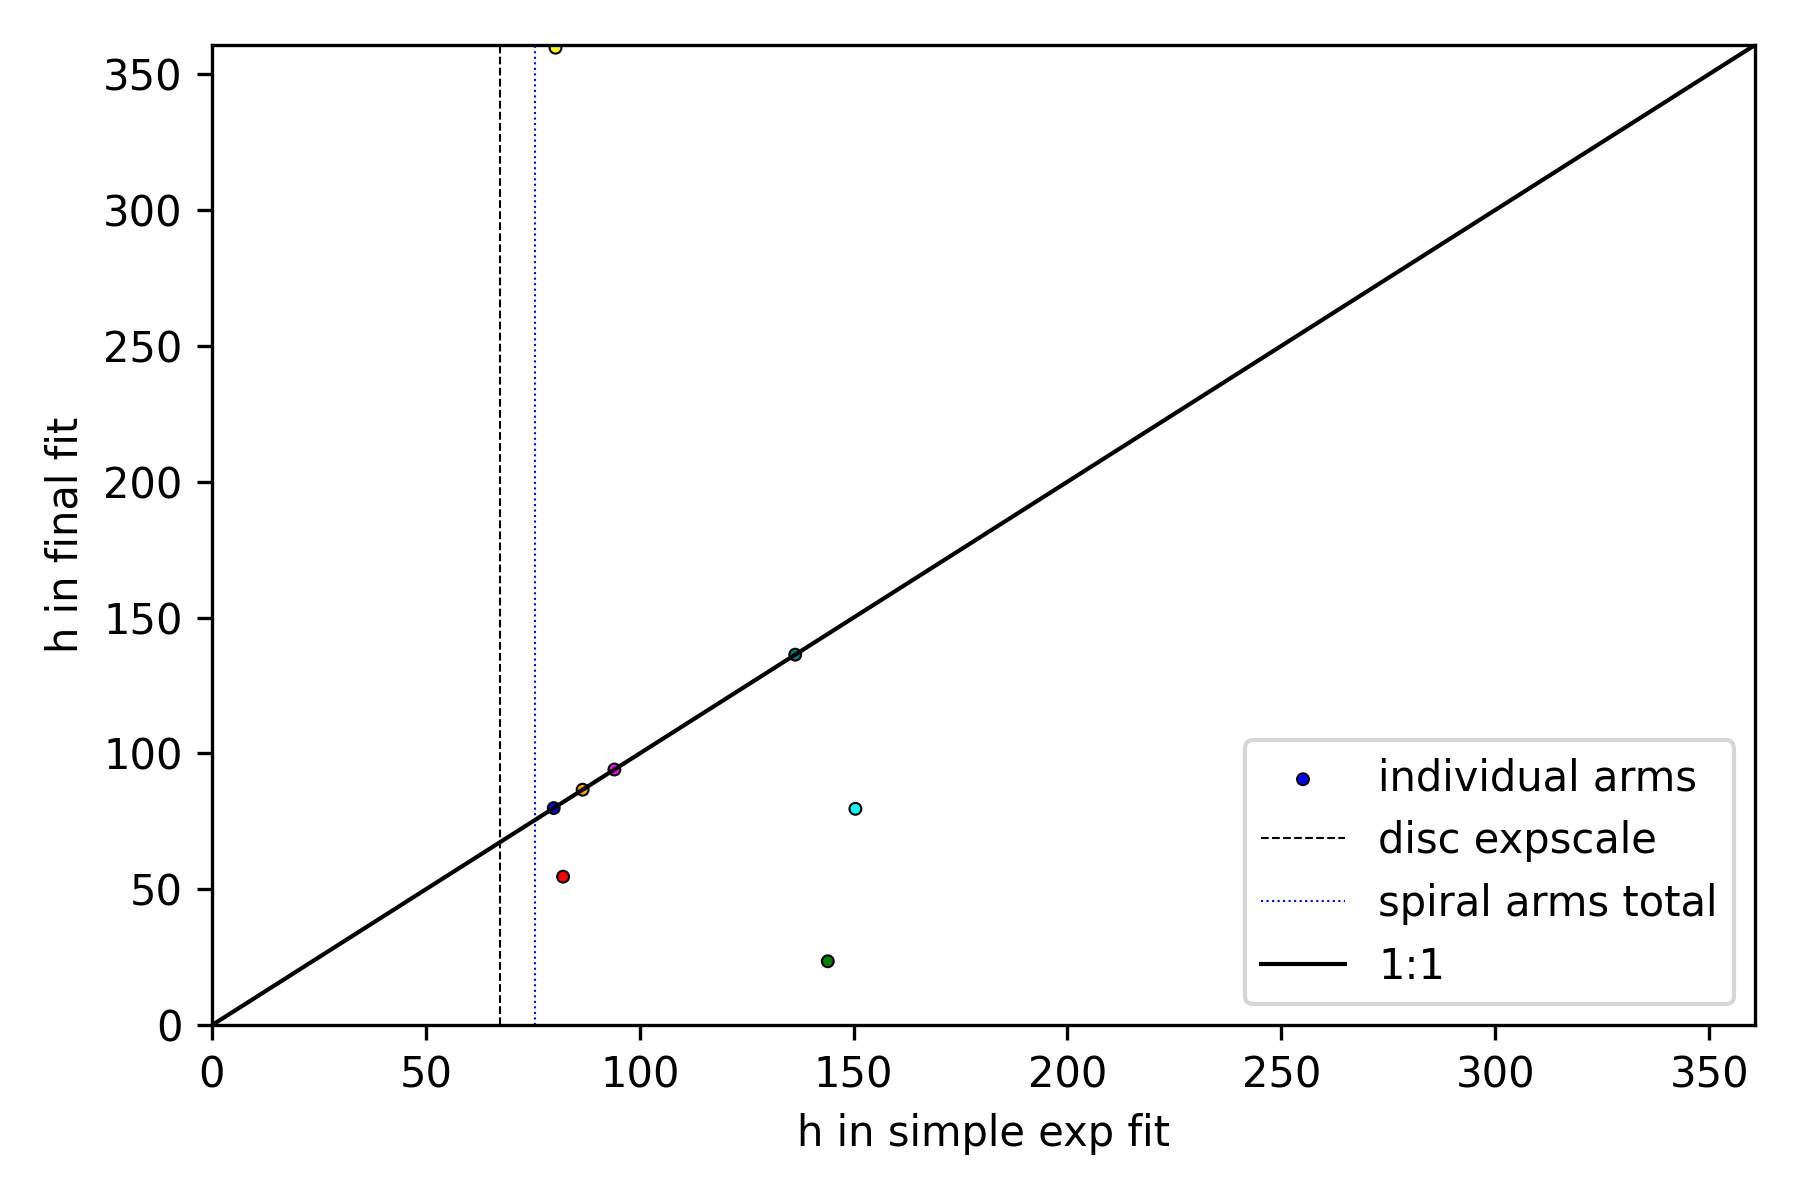 350
300
250
200
150
100
50
0
h in final fit
individual arms
disc expscale
spiral arms total
1:1
0 50 100 150 200 250 300 350
h in simple exp fit